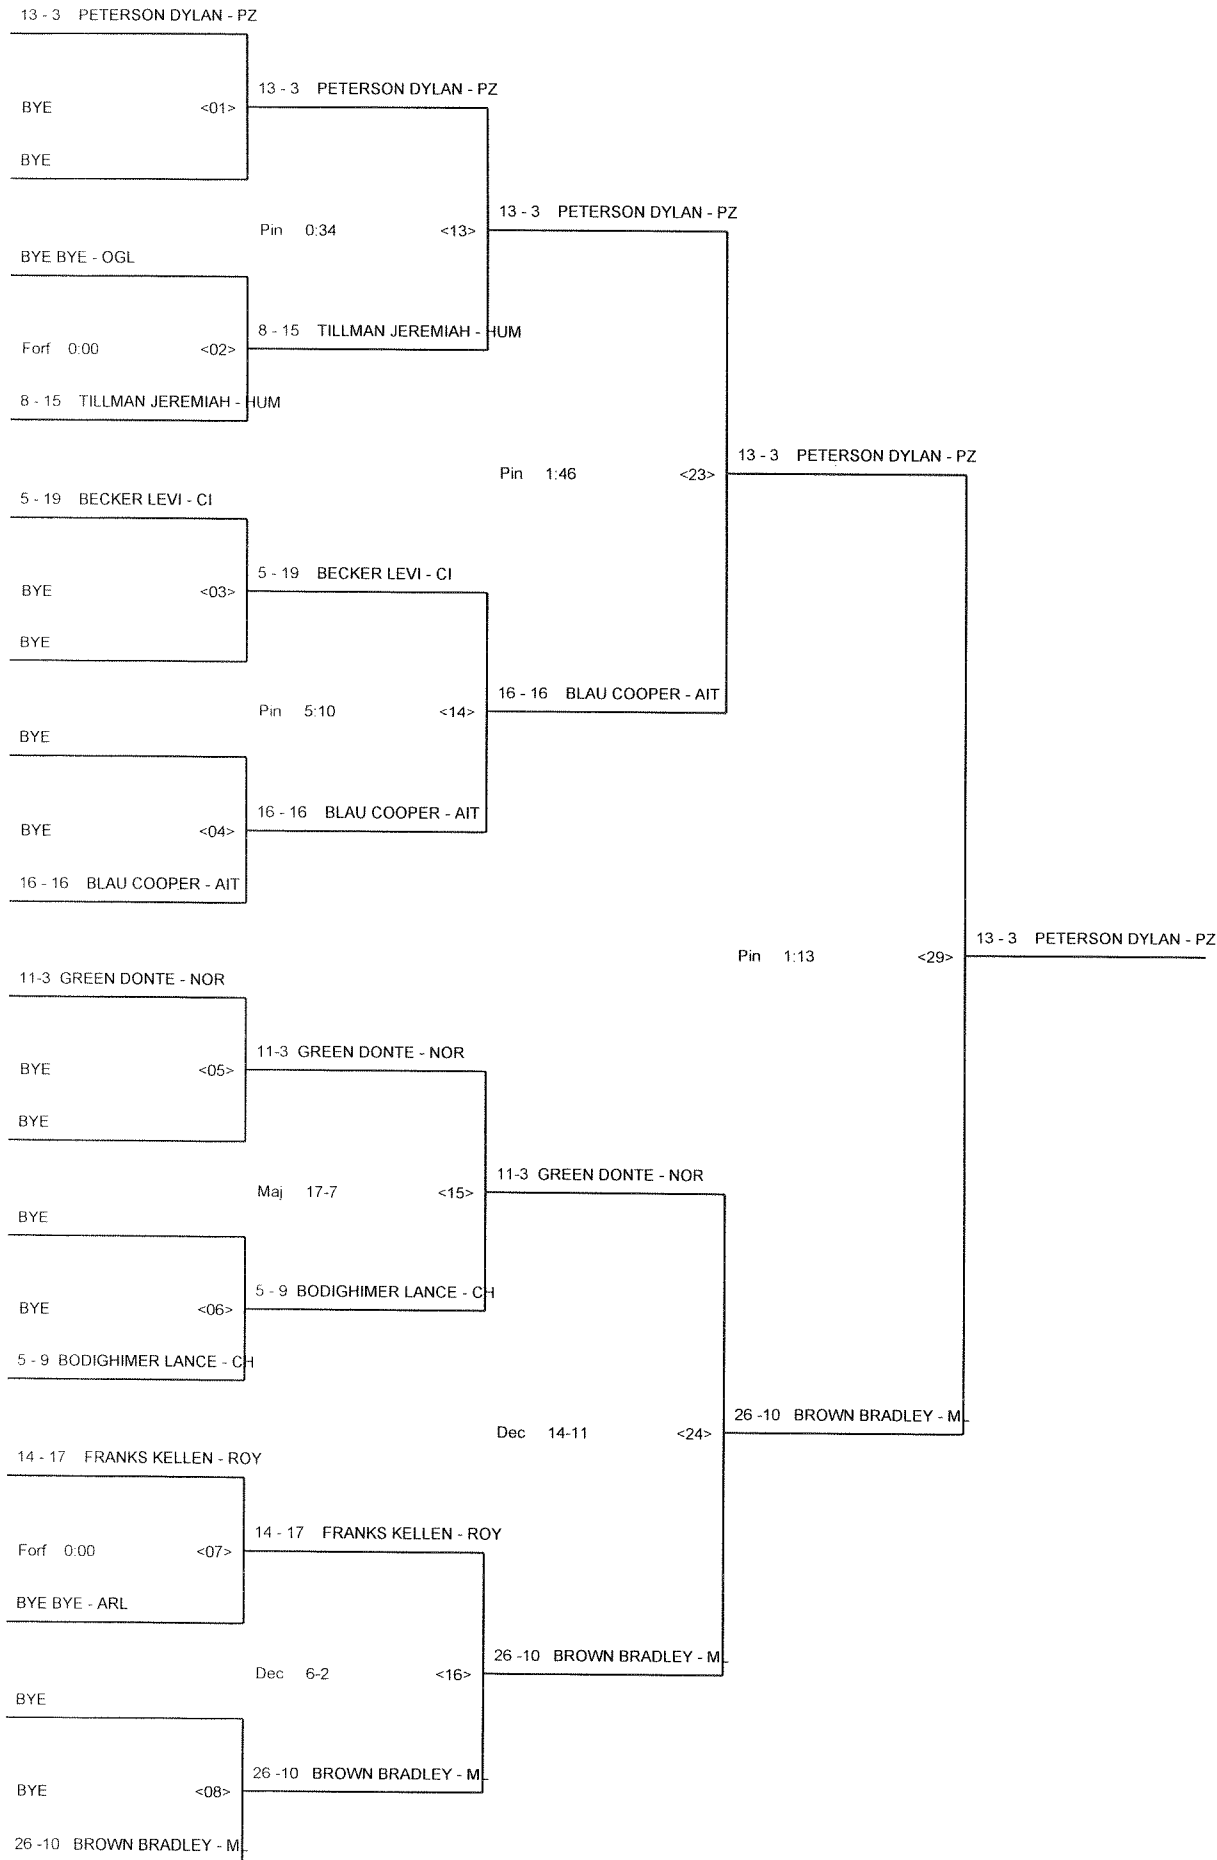 13 - 3 PETERSON DYLAN - PZ
13 - 3 PETERSON DYLAN - PZ
BYE <01>
BYE
13 - 3 PETERSON DYLAN - PZ
Pin 0:34 <13>
BYE BYE - OGL
8 - 15 TILLMAN JEREMIAH - HUM
Forf 0:00 <02>
8 - 15 TILLMAN JEREMIAH - HUM
13 - 3 PETERSON DYLAN - PZ
Pin 1:46 <23>
5 - 19 BECKER LEVI - CI
5 - 19 BECKER LEVI - CI
BYE <03>
BYE
16 - 16 BLAU COOPER - AIT
Pin 5:10 <14>
BYE
16 - 16 BLAU COOPER - AIT
BYE <04>
16 - 16 BLAU COOPER - AIT
13 - 3 PETERSON DYLAN - PZ
Pin 1:13 <29>
11-3 GREEN DONTE - NOR
11-3 GREEN DONTE - NOR
BYE <05>
BYE
11-3 GREEN DONTE - NOR
Maj 17-7 <15>
BYE
5 - 9 BODIGHIMER LANCE - CH
BYE <06>
5 - 9 BODIGHIMER LANCE - CH
26 -10 BROWN BRADLEY - ML
Dec 14-11 <24>
14 - 17 FRANKS KELLEN - ROY
14 - 17 FRANKS KELLEN - ROY
Forf 0:00 <07>
BYE BYE - ARL
26 -10 BROWN BRADLEY - ML
Dec 6-2 <16>
BYE
26 -10 BROWN BRADLEY - ML
BYE <08>
26 -10 BROWN BRADLEY - ML